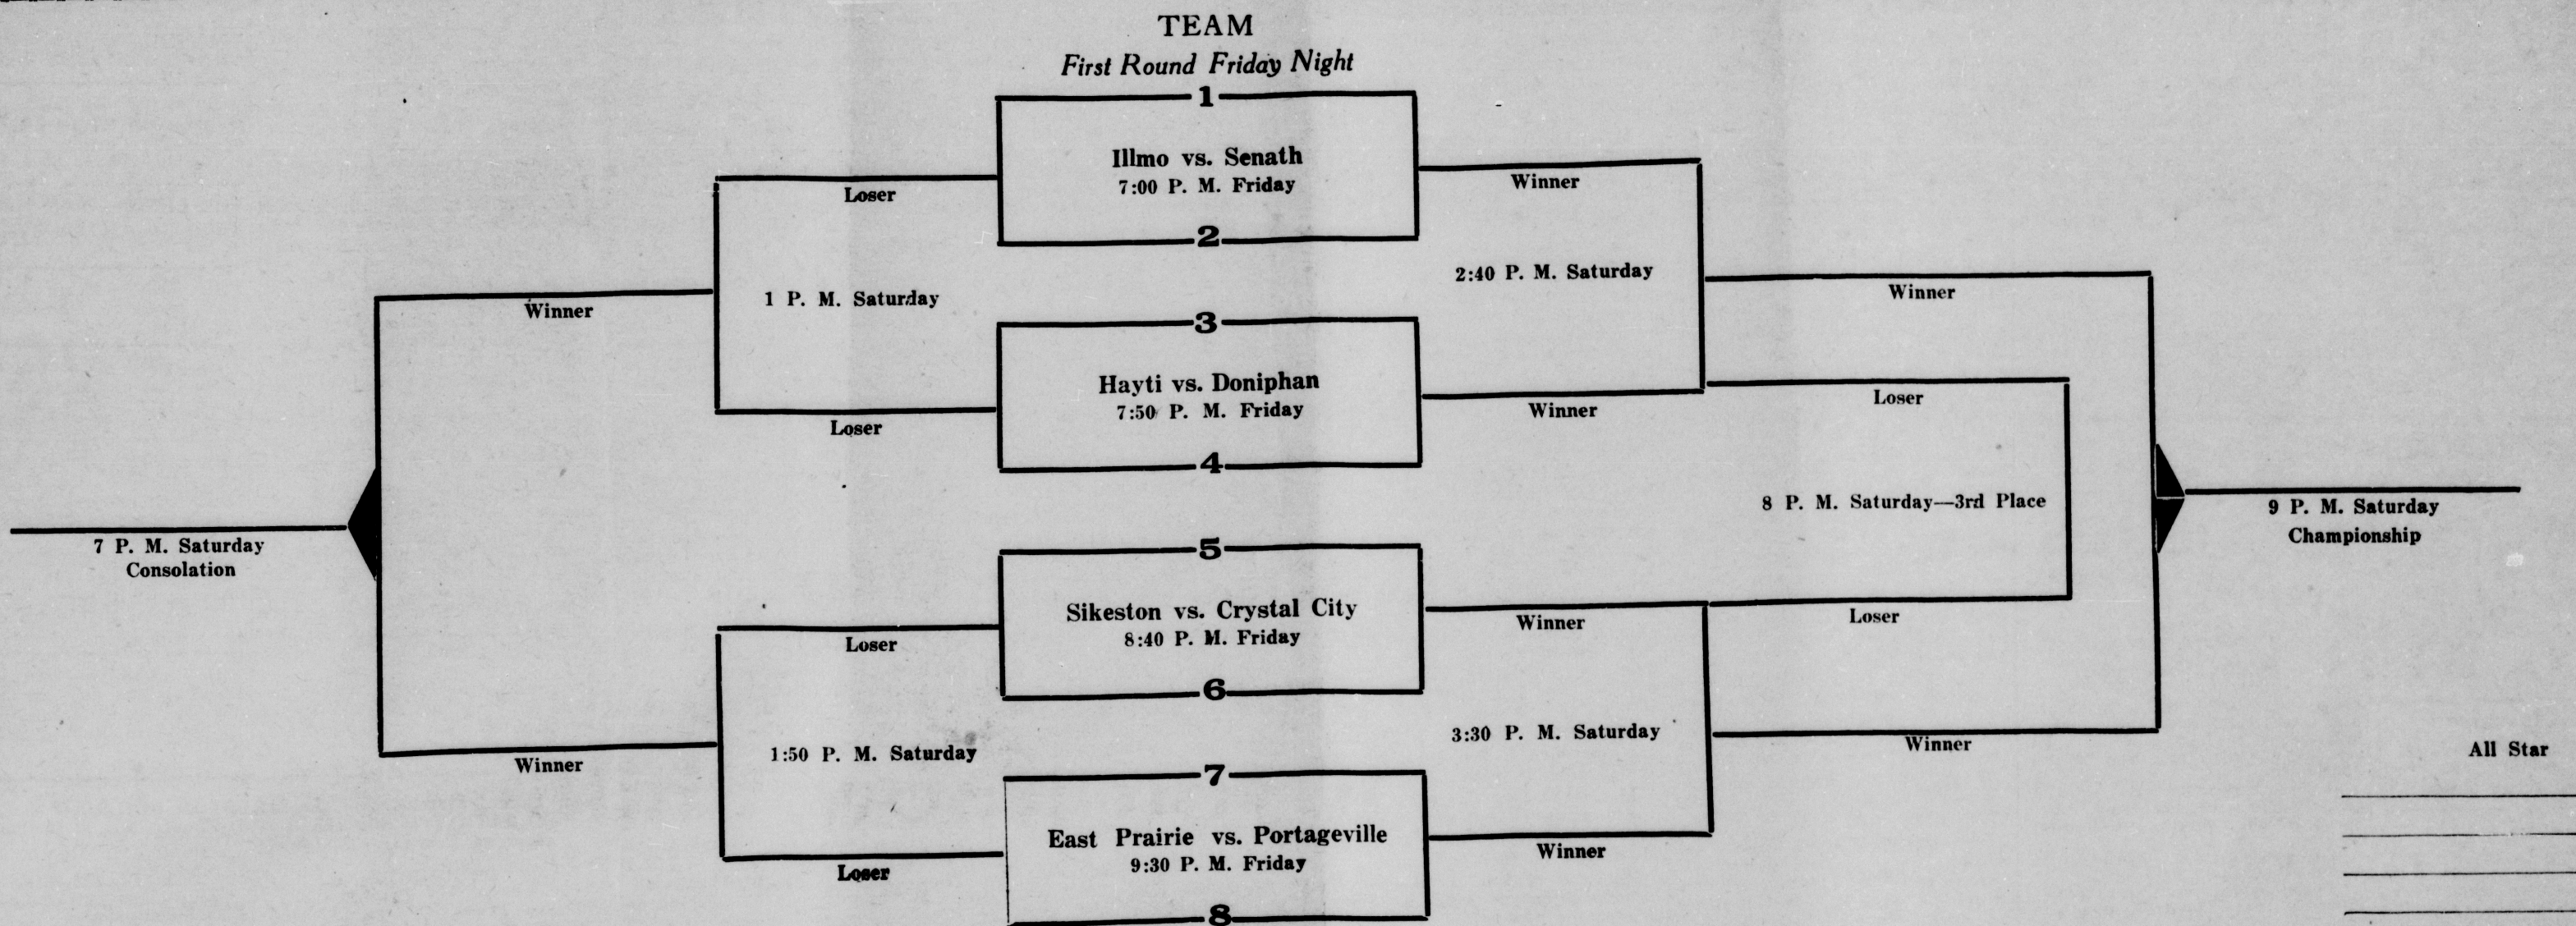 TEAM
First Round Friday Night
1
Illmo vs. Senath
7:00 P. M. Friday
2
Loser
Winner
1 P. M. Saturday
2:40 P. M. Saturday
Winner
Winner
3
Hayti vs. Doniphan
7:50 P. M. Friday
4
Loser
Winner
Loser
8 P. M. Saturday—3rd Place
7 P. M. Saturday
Consolation
9 P. M. Saturday
Championship
5
Sikeston vs. Crystal City
8:40 P. M. Friday
6
Loser
Winner
Loser
1:50 P. M. Saturday
3:30 P. M. Saturday
Winner
Winner
7
East Prairie vs. Portageville
9:30 P. M. Friday
8
Loser
Winner
All Star